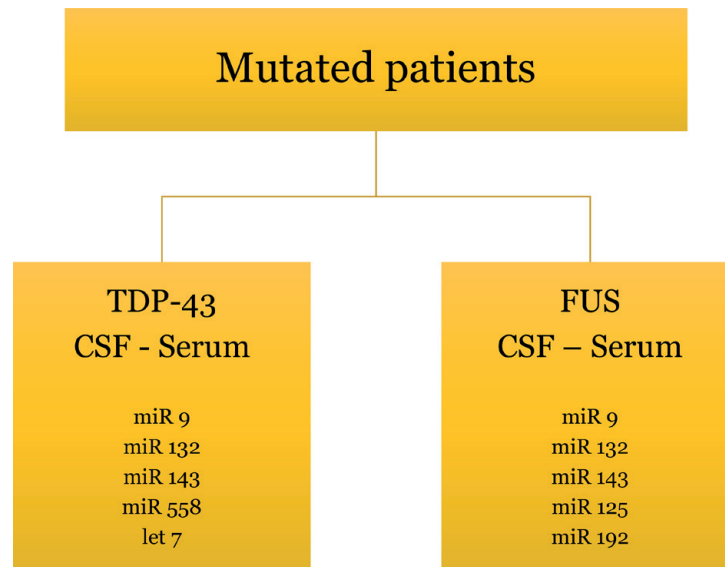 Mutated patients
TDP-43
CSF - Serum
miR 9
miR 132
miR 143
miR 558
let 7
FUS
CSF – Serum
miR 9
miR 132
miR 143
miR 125
miR 192